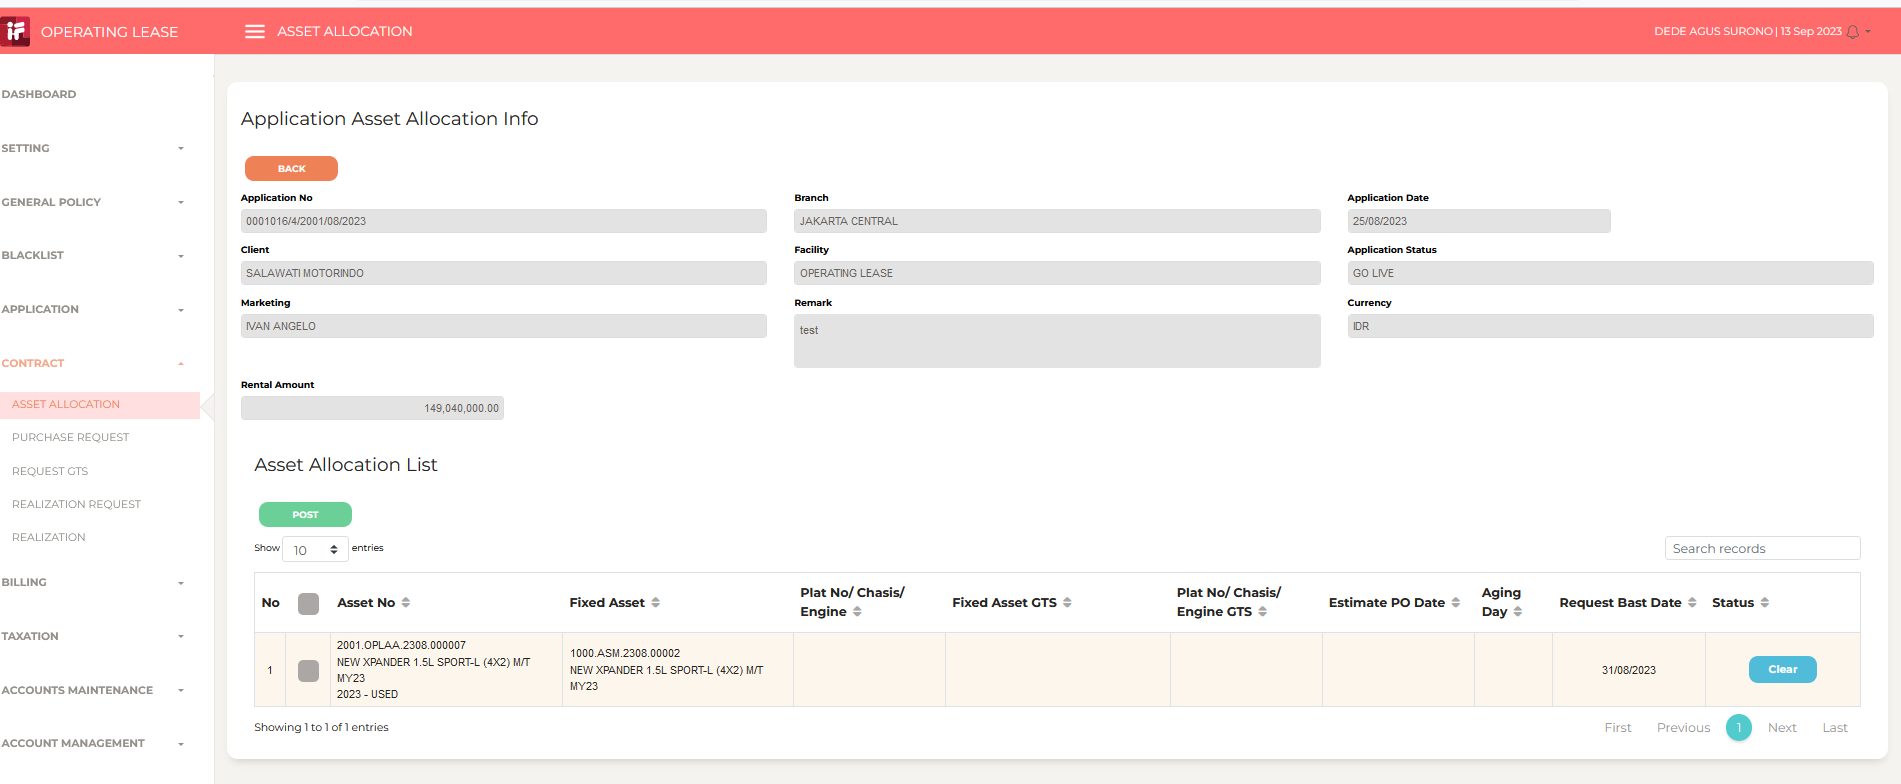 OPERATING LEASE
ASSET ALLOCATION
DEDE AGUS SURONO | 13 Sep 2023
DASHBOARD
SETTING
GENERAL POLICY
BLACKLIST
APPLICATION
CONTRACT
ASSET ALLOCATION
PURCHASE REQUEST
REQUEST GTS
REALIZATION REQUEST
REALIZATION
BILLING
TAXATION
ACCOUNTS MAINTENANCE
ACCOUNT MANAGEMENT
Application Asset Allocation Info
BACK
Application No
0001016/4/2001/08/2023
Branch
JAKARTA CENTRAL
Application Date
25/08/2023
Client
SALAWATI MOTORINDO
Facility
OPERATING LEASE
Application Status
GO LIVE
Marketing
IVAN ANGELO
Remark
test
Currency
IDR
Rental Amount
149,040,000.00
Asset Allocation List
POST
Show 10 entries
Search records
No
Asset No
Fixed Asset
Plat No/ Chasis/
Engine
Fixed Asset GTS
Plat No/ Chasis/
Engine GTS
Estimate PO Date
Aging
Day
Request Bast Date
Status
1
2001.OPLAA.2308.000007
NEW XPANDER 1.5L SPORT-L (4X2) M/T
MY23
2023 - USED
1000.ASM.2308.00002
NEW XPANDER 1.5L SPORT-L (4X2) M/T
MY23
31/08/2023
Clear
Showing 1 to 1 of 1 entries
First Previous 1 Next Last